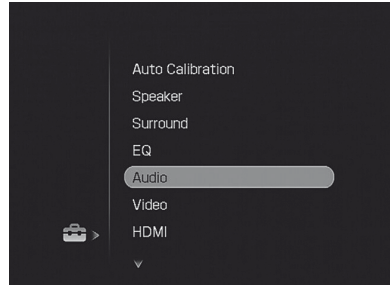 Auto Calibration
Speaker
Surround
EQ
Audio
Video
HDMI